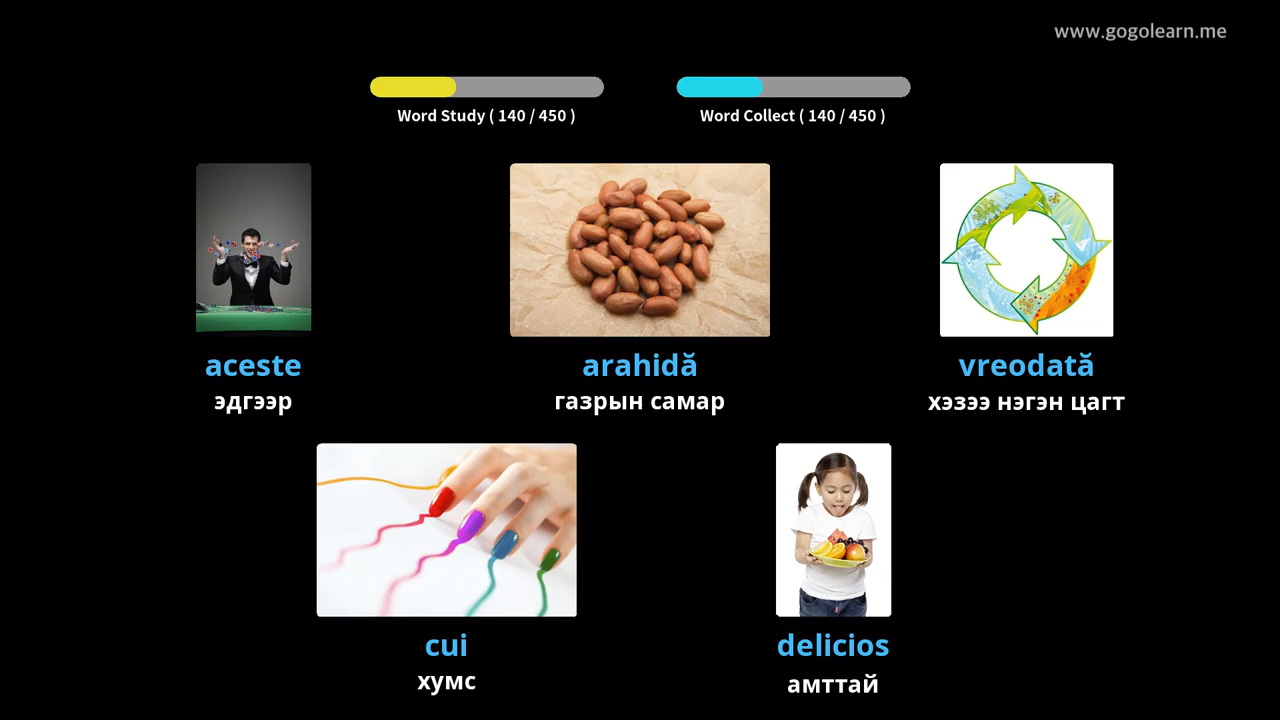 www.gogolearn.me
Word Study ( 140 / 450 )
Word Collect ( 140 / 450 )
aceste
эдгээр
arahidă
газрын самар
vreodată
хэзээ нэгэн цагт
cui
хумс
delicios
амттай